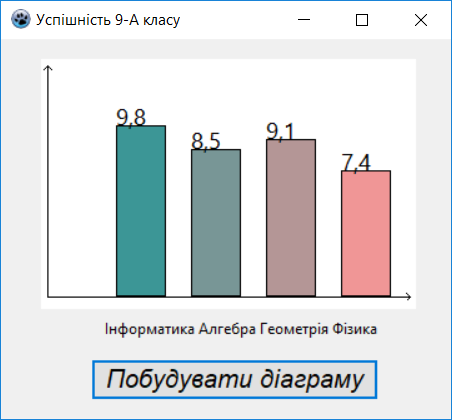 Успішність 9-А класу
9,8
8,5
9,1
7,4
Інформатика Алгебра Геометрія Фізика
Побудувати діаграму